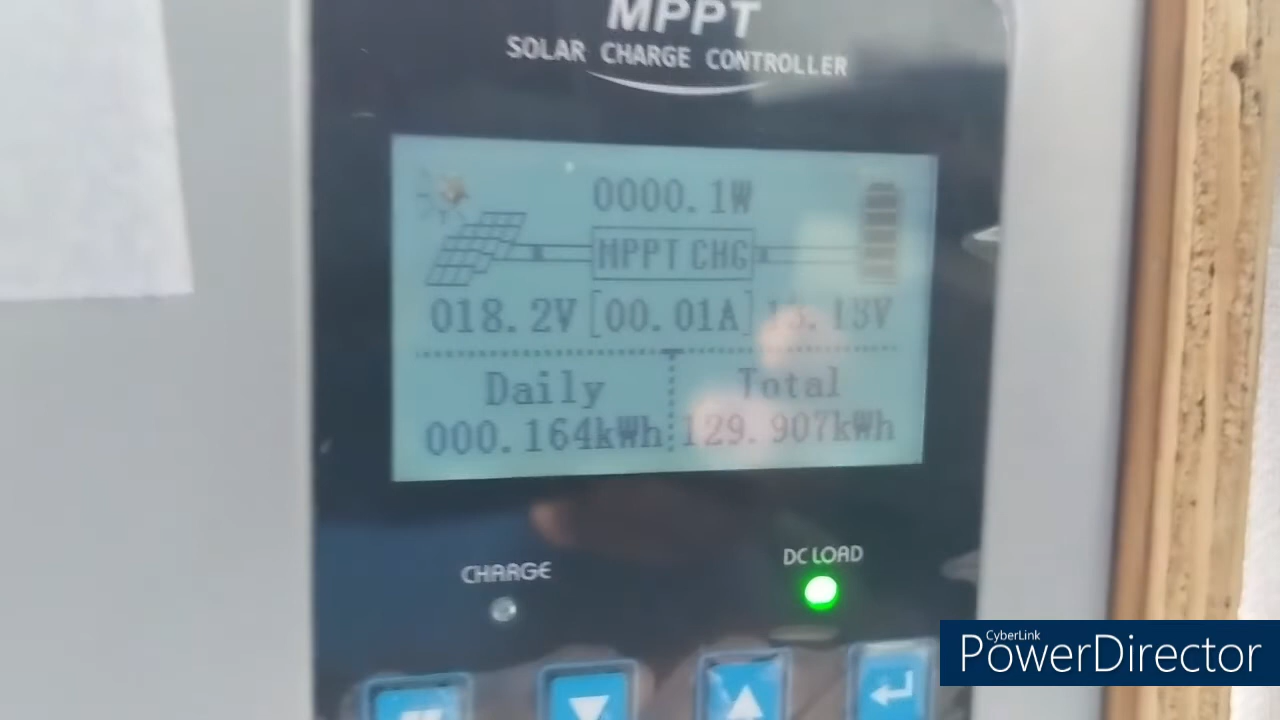 MPPT
SOLAR CHARGE CONTROLLER
0000.1W
MPPT CHG
018.2V [00.01A]
Daily Total
000.164kWh 129.907kWh
CHARGE DC LOAD
CyberLink
PowerDirector